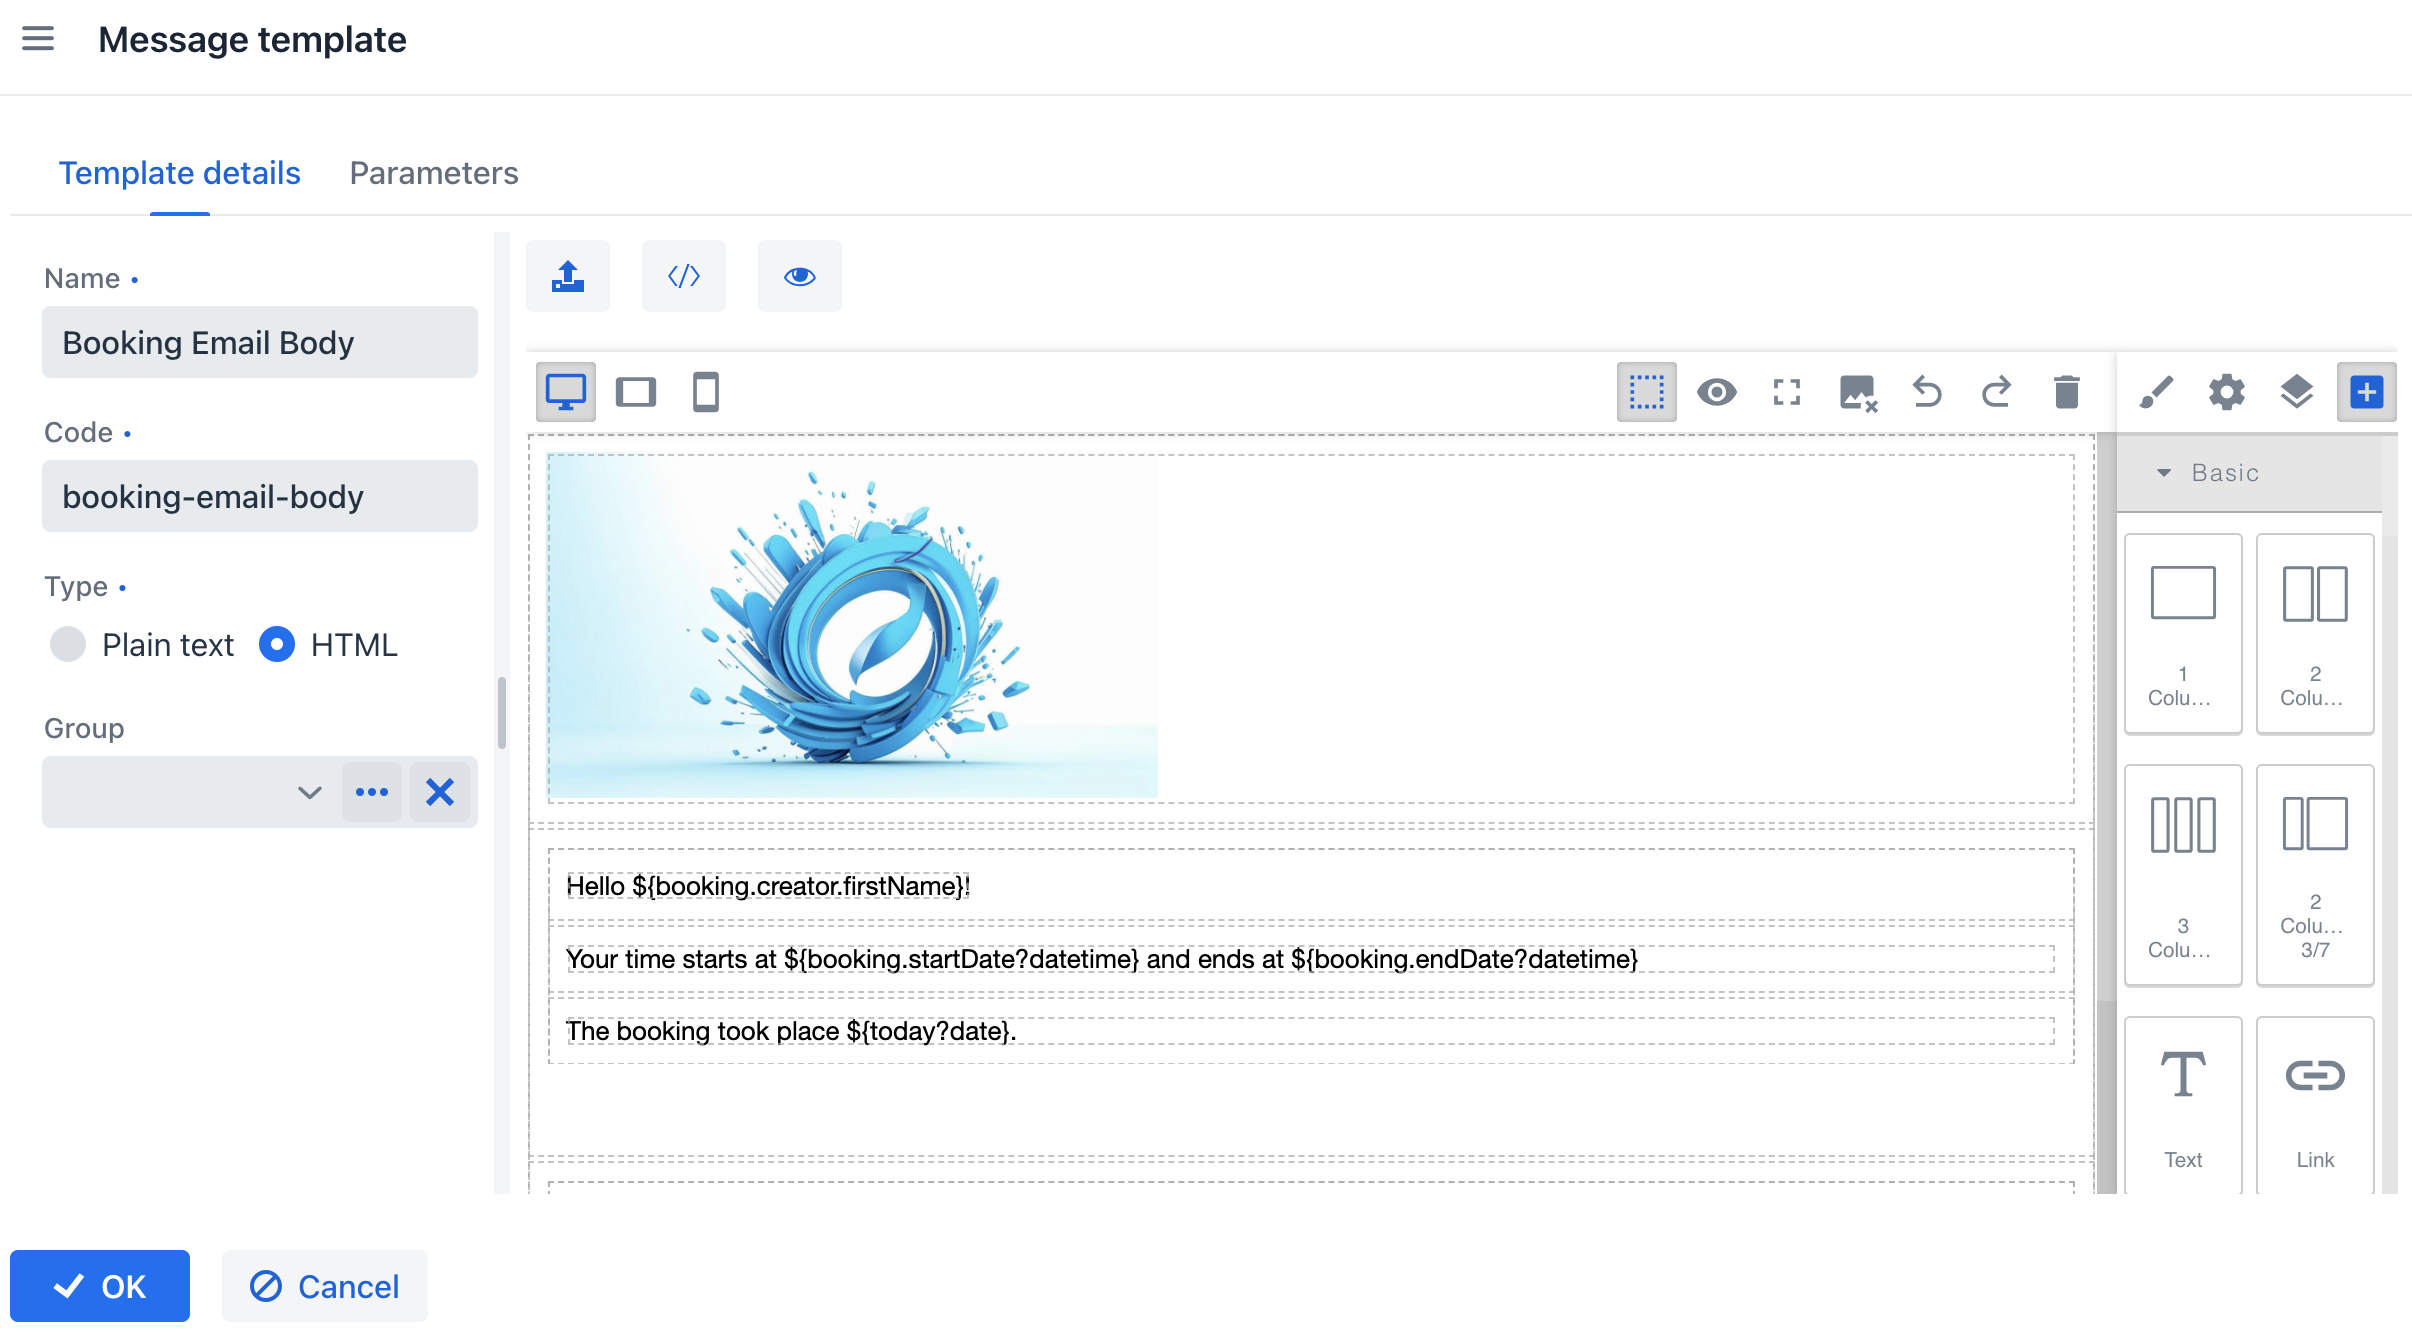 Message template
Template details
Parameters
Name
Booking Email Body
Code
booking-email-body
Type
Plain text
HTML
Group
Hello ${booking.creator.firstName}!
Your time starts at ${booking.startDate?datetime} and ends at ${booking.endDate?datetime}
The booking took place ${today?date}.
Basic
1
Colu...
2
Colu...
3
Colu...
2
Colu...
3/7
Text
Link
OK
Cancel